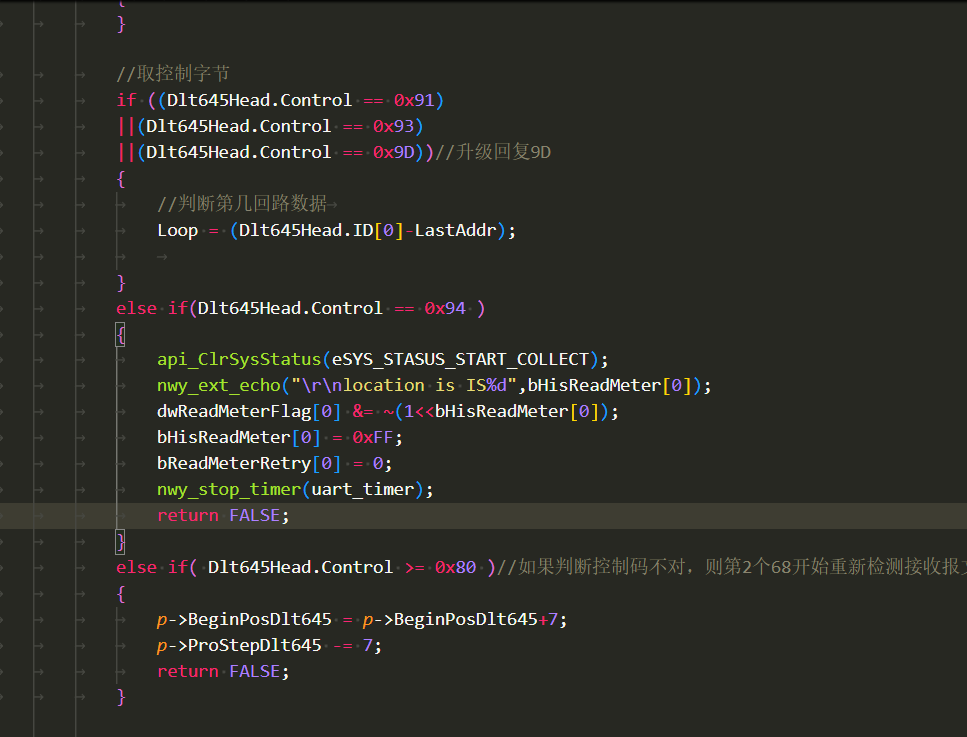 {
}
//取控制字节
if ((Dlt645Head.Control == 0x91)
||(Dlt645Head.Control == 0x93)
||(Dlt645Head.Control == 0x9D))//升级回复9D
{
//判断第几回路数据
Loop = (Dlt645Head.ID[0]-LastAddr);
}
else if(Dlt645Head.Control == 0x94 )
{
api_ClrSysStatus(eSYS_STASUS_START_COLLECT);
nwy_ext_echo("\r\nlocation is IS%d",bHisReadMeter[0]);
dwReadMeterFlag[0] &= ~(1<<bHisReadMeter[0]);
bHisReadMeter[0] = 0xFF;
bReadMeterRetry[0] = 0;
nwy_stop_timer(uart_timer);
return FALSE;
}
else if( Dlt645Head.Control >= 0x80 )//如果判断控制码不对，则第2个68开始重新检测接收报
{
p->BeginPosDlt645 = p->BeginPosDlt645+7;
p->ProStepDlt645 -= 7;
return FALSE;
}